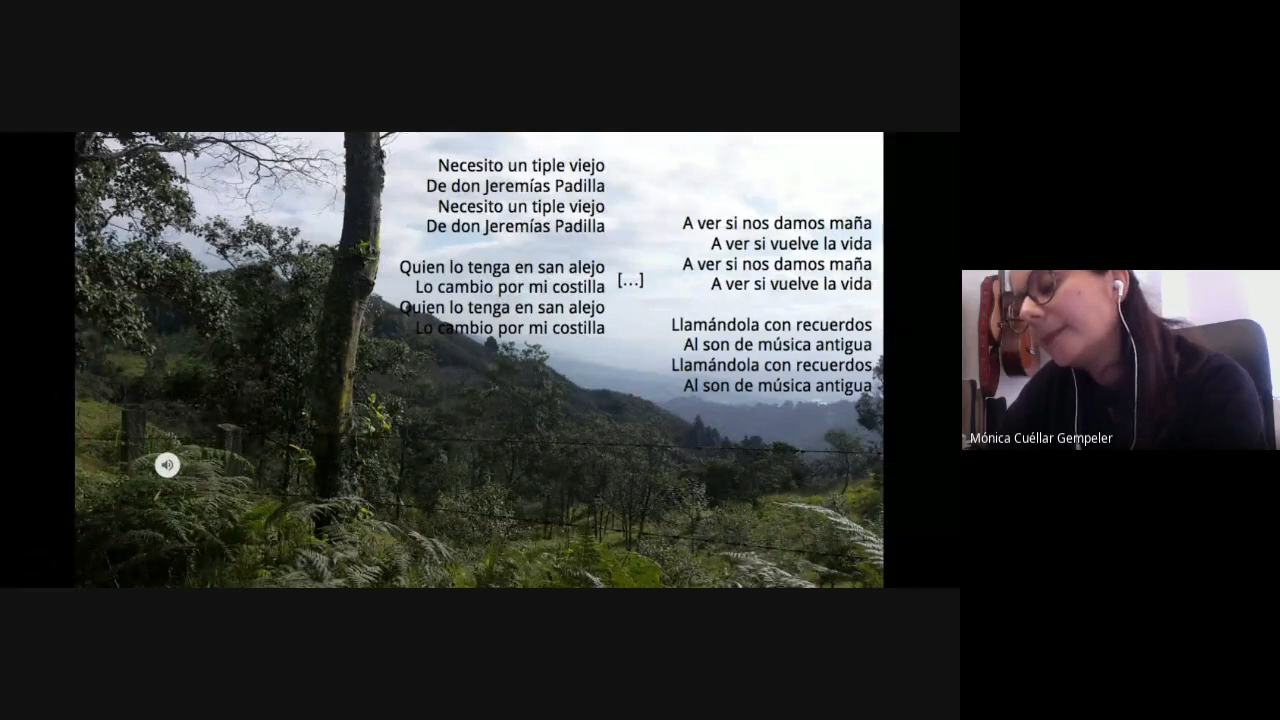 Necesito un tiple viejo
De don Jeremías Padilla
Necesito un tiple viejo
De don Jeremías Padilla
Quien lo tenga en san alejo
Lo cambio por mi costilla
Quien lo tenga en san alejo
Lo cambio por mi costilla
[...]
A ver si nos damos maña
A ver si vuelve la vida
A ver si nos damos maña
A ver si vuelve la vida
Llamándola con recuerdos
Al son de música antigua
Llamándola con recuerdos
Al son de música antigua
Mónica Cuéllar Gempeler